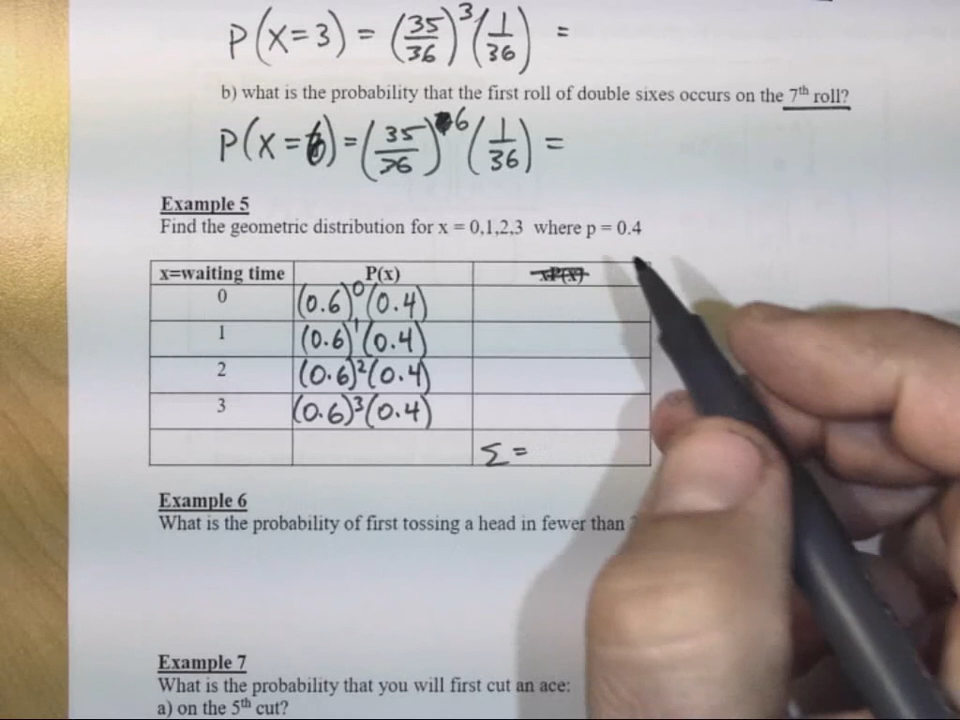 P(X=3) = (35/36)^3 (1/36) =
b) what is the probability that the first roll of double sixes occurs on the 7th roll?
P(X=6) = (35/36)^6 (1/36) =
Example 5
Find the geometric distribution for x = 0,1,2,3 where p = 0.4
x=waiting time P(x) xP(x)
0 (0.6)^0(0.4)
1 (0.6)^1(0.4)
2 (0.6)^2(0.4)
3 (0.6)^3(0.4)
Σ =
Example 6
What is the probability of first tossing a head in fewer than
Example 7
What is the probability that you will first cut an ace:
a) on the 5th cut?